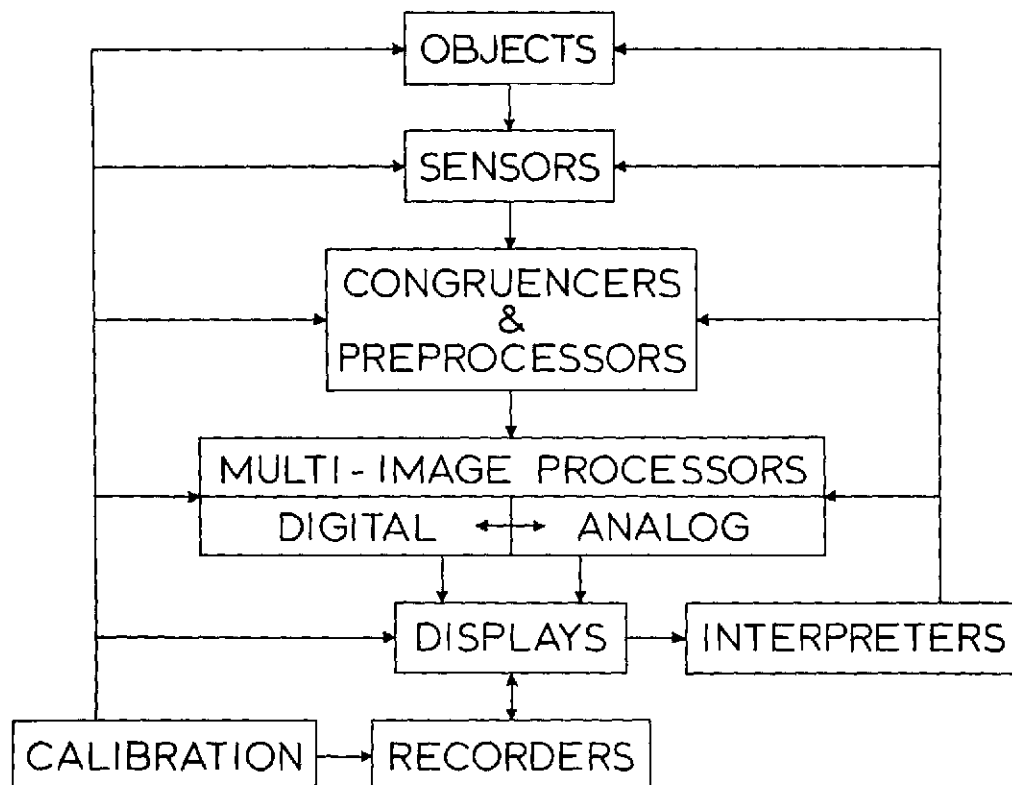 OBJECTS
SENSORS
CONGRUENCERS
&
PREPROCESSORS
MULTI-IMAGE PROCESSORS
DIGITAL ANALOG
DISPLAYS INTERPRETERS
CALIBRATION RECORDERS